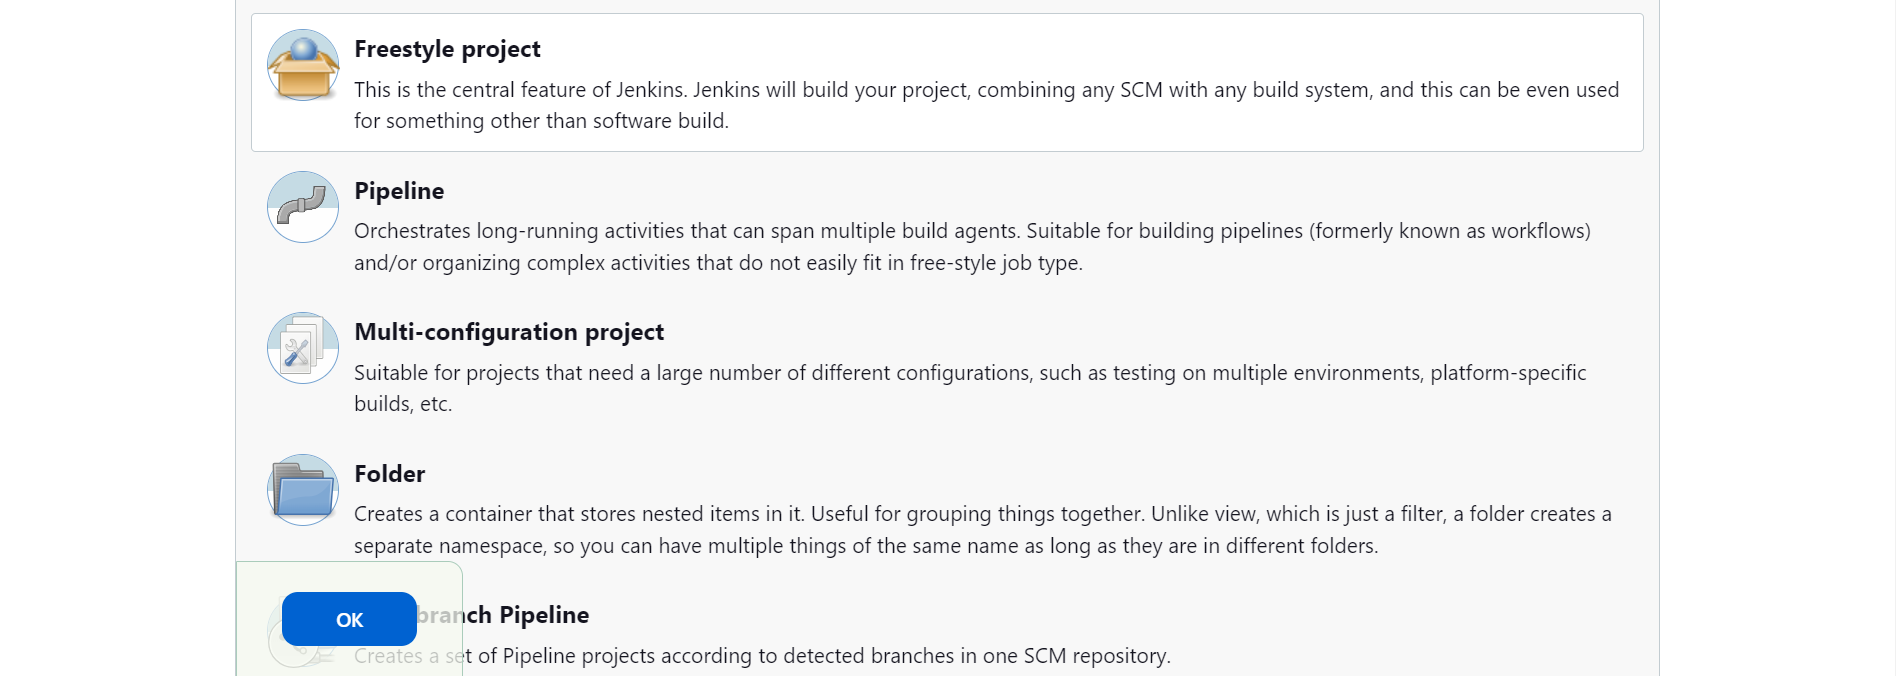 Freestyle project
This is the central feature of Jenkins. Jenkins will build your project, combining any SCM with any build system, and this can be even used
for something other than software build.
Pipeline
Orchestrates long-running activities that can span multiple build agents. Suitable for building pipelines (formerly known as workflows)
and/or organizing complex activities that do not easily fit in free-style job type.
Multi-configuration project
Suitable for projects that need a large number of different configurations, such as testing on multiple environments, platform-specific
builds, etc.
Folder
Creates a container that stores nested items in it. Useful for grouping things together. Unlike view, which is just a filter, a folder creates a
separate namespace, so you can have multiple things of the same name as long as they are in different folders.
OK
branch Pipeline
Creates a set of Pipeline projects according to detected branches in one SCM repository.